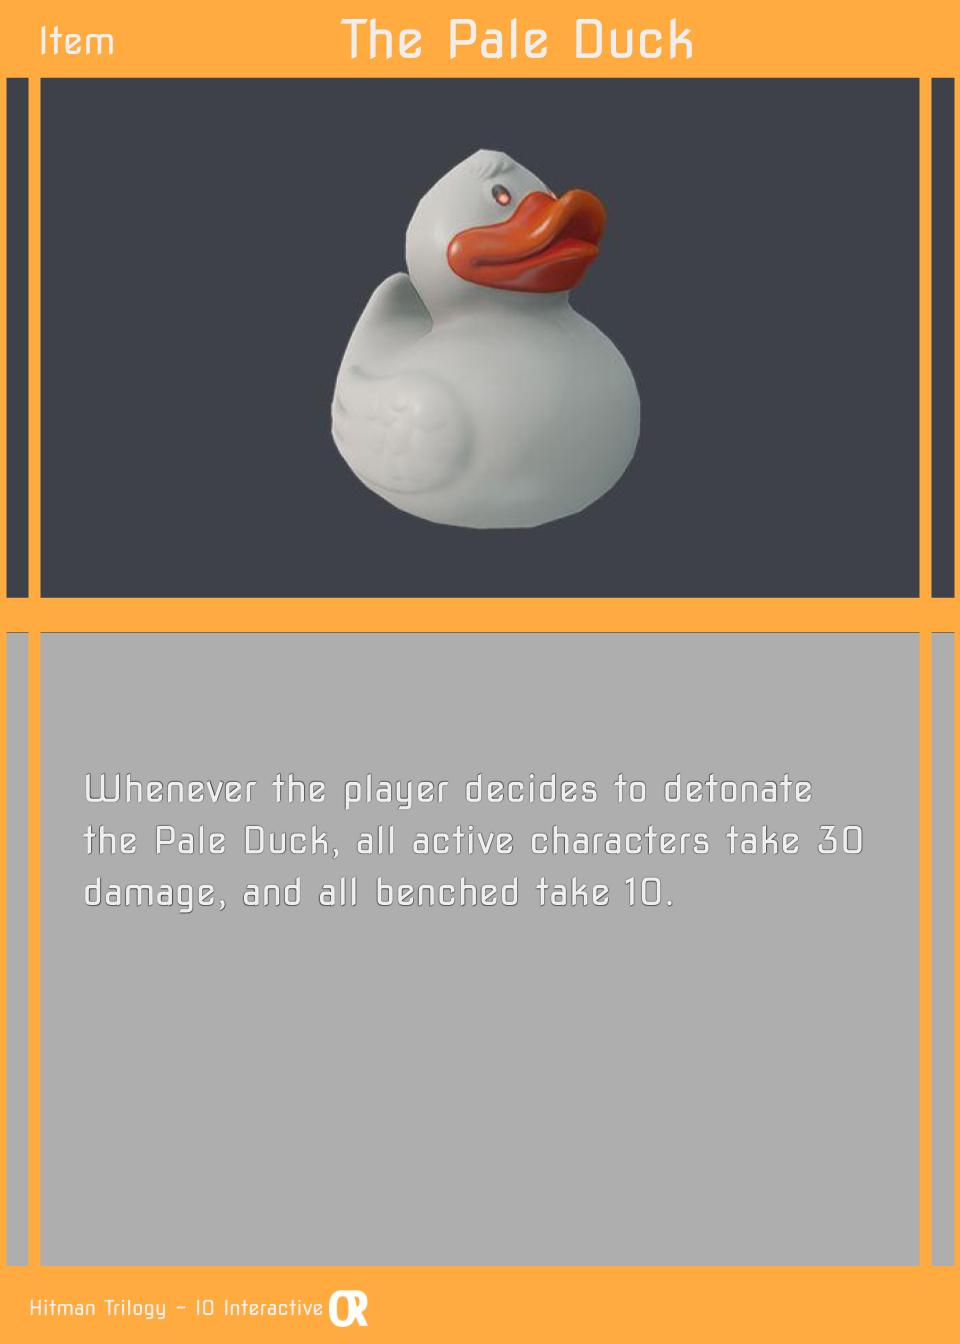 Item
The Pale Duck
Whenever the player decides to detonate
the Pale Duck, all active characters take 30
damage, and all benched take 10.
Hitman Trilogy - IO Interactive OR